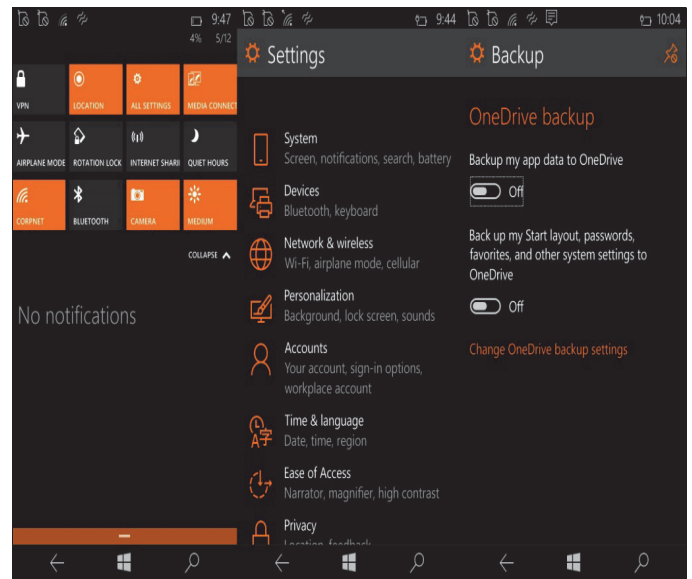 9:47
4% 5/12
VPN
LOCATION
ALL SETTINGS
MEDIA CONNECT
AIRPLANE MODE
ROTATION LOCK
INTERNET SHARI
QUIET HOURS
CORPNET
BLUETOOTH
CAMERA
MEDIUM
COLLAPSE
No notifications
9:44
Settings
System
Screen, notifications, search, battery
Devices
Bluetooth, keyboard
Network & wireless
Wi-Fi, airplane mode, cellular
Personalization
Background, lock screen, sounds
Accounts
Your account, sign-in options,
workplace account
Time & language
Date, time, region
Ease of Access
Narrator, magnifier, high contrast
Privacy
Location, feedback
10:04
Backup
OneDrive backup
Backup my app data to OneDrive
Off
Back up my Start layout, passwords,
favorites, and other system settings to
OneDrive
Off
Change OneDrive backup settings